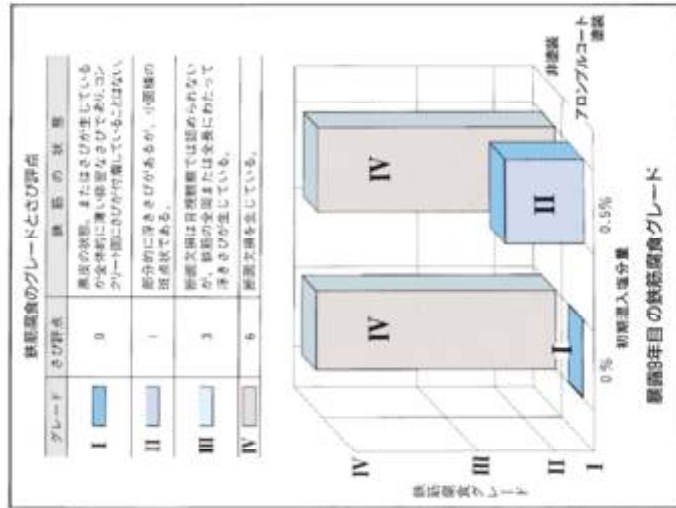 鉄筋腐食のグレードとさび評点
グレード さび評点 鉄筋の状態
I 0 黒皮の状態、またはさびが生じている
が全体的に薄い緻密なさびであり、コン
クリート面にさびが付着していることはない。
II 1 部分的に浮きさびがあるが、小面積の
斑点状である。
III 3 断面欠損は目視観察では認められない
が、鉄筋の全周または全長にわたって
浮きさびが生じている。
IV 6 断面欠損を生じている。
鉄筋腐食グレード
IV
III
II
I
IV
IV
I
II
非塗装
アロンブルコート
塗装
0%
0.5%
初期混入塩分量
暴露9年目の鉄筋腐食グレード